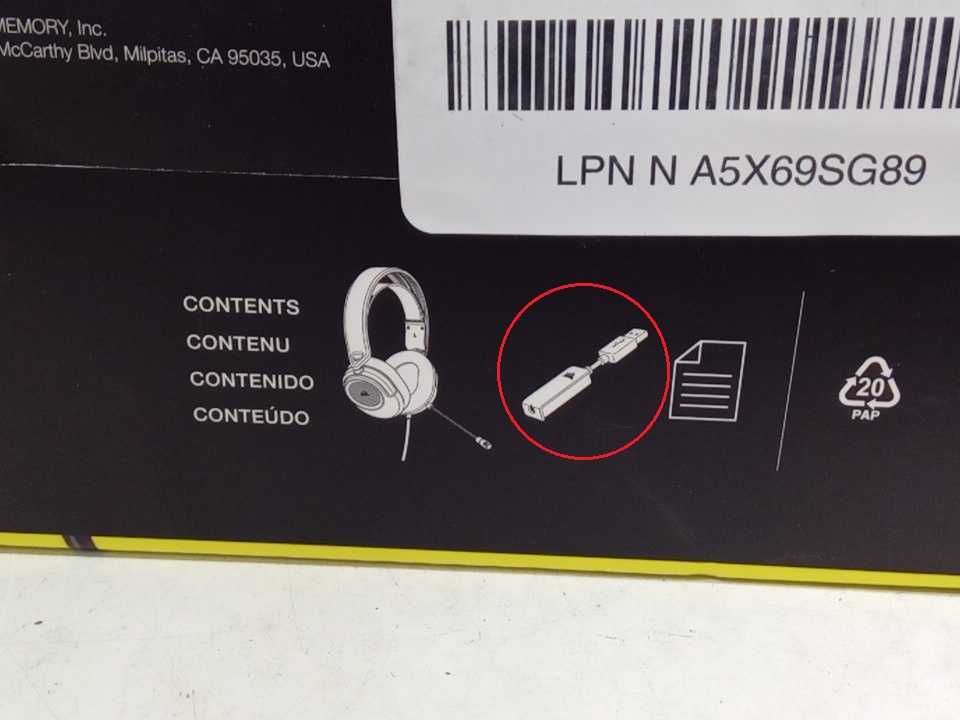 MEMORY, Inc.
McCarthy Blvd, Milpitas, CA 95035, USA
LPN N A5X69SG89
CONTENTS
CONTENU
CONTENIDO
CONTEÚDO
L
20
PAP